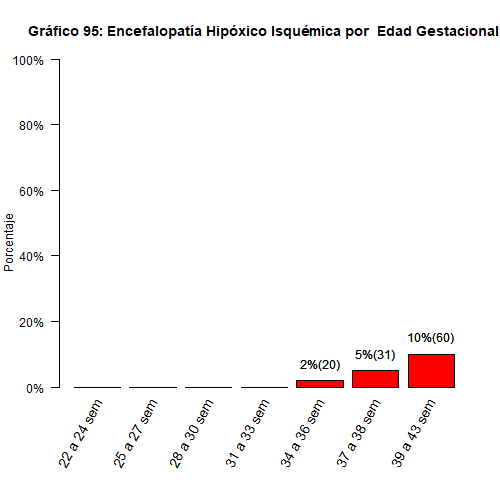 Gráfico 95: Encefalopatía Hipóxico Isquémica por  Edad Gestacional
Porcentaje
100%
80%
60%
40%
20%
0%
2%(20)
5%(31)
10%(60)
22 a 24 sem
25 a 27 sem
28 a 30 sem
31 a 33 sem
34 a 36 sem
37 a 38 sem
39 a 43 sem